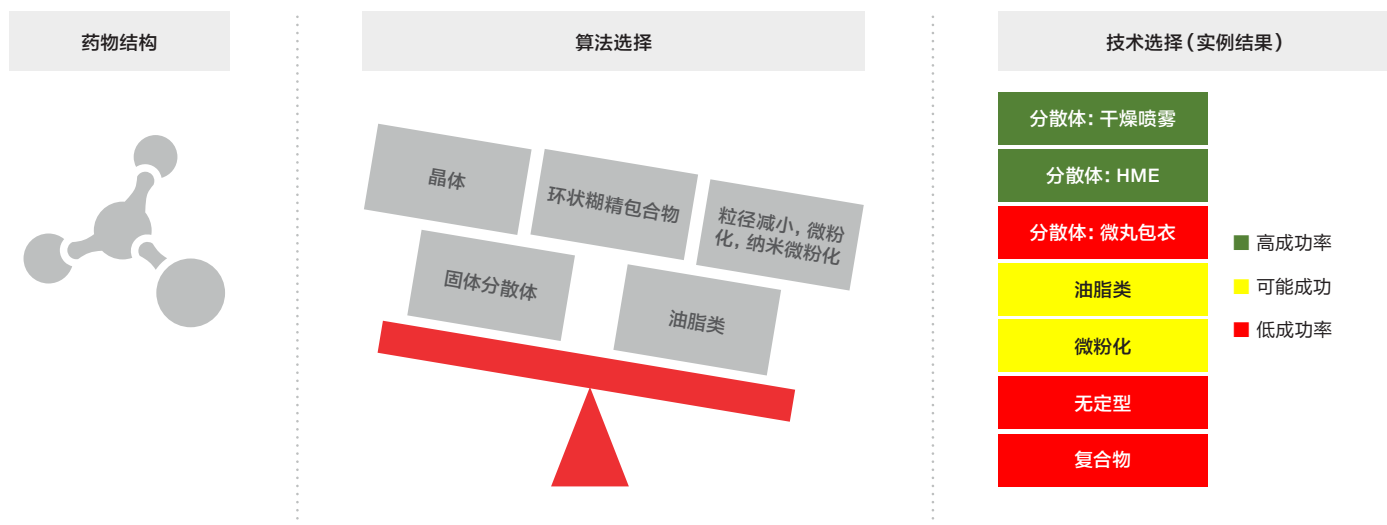 药物结构
算法选择
技术选择（实例结果）
晶体
环状糊精包合物
粒径减小，微粉
化，纳米微粉化
固体分散体
油脂类
分散体：干燥喷雾
分散体：HME
分散体：微丸包衣
油脂类
微粉化
无定型
复合物
高成功率
可能成功
低成功率